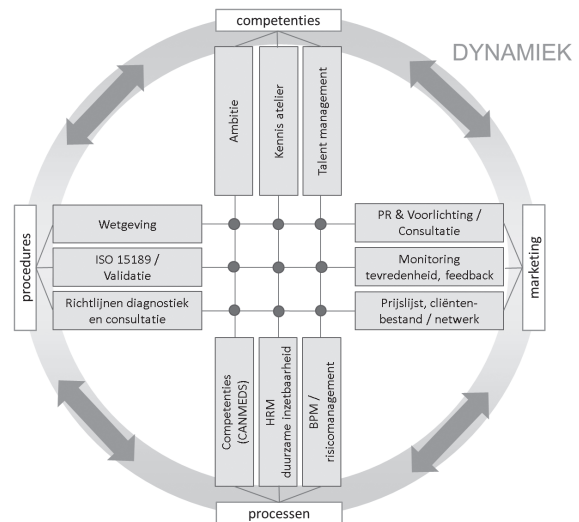 competenties
DYNAMIEK
Ambitie
Kennis atelier
Talent management
procedures
Wetgeving
ISO 15189 /
Validatie
Richtlijnen diagnostiek
en consultatie
PR & Voorlichting /
Consultatie
Monitoring
tevredenheid, feedback
Prijslijst, cliënten-
bestand / netwerk
marketing
Competenties
(CANMEDS)
HRM
duurzame inzetbaarheid
BPM /
risicomanagement
processen